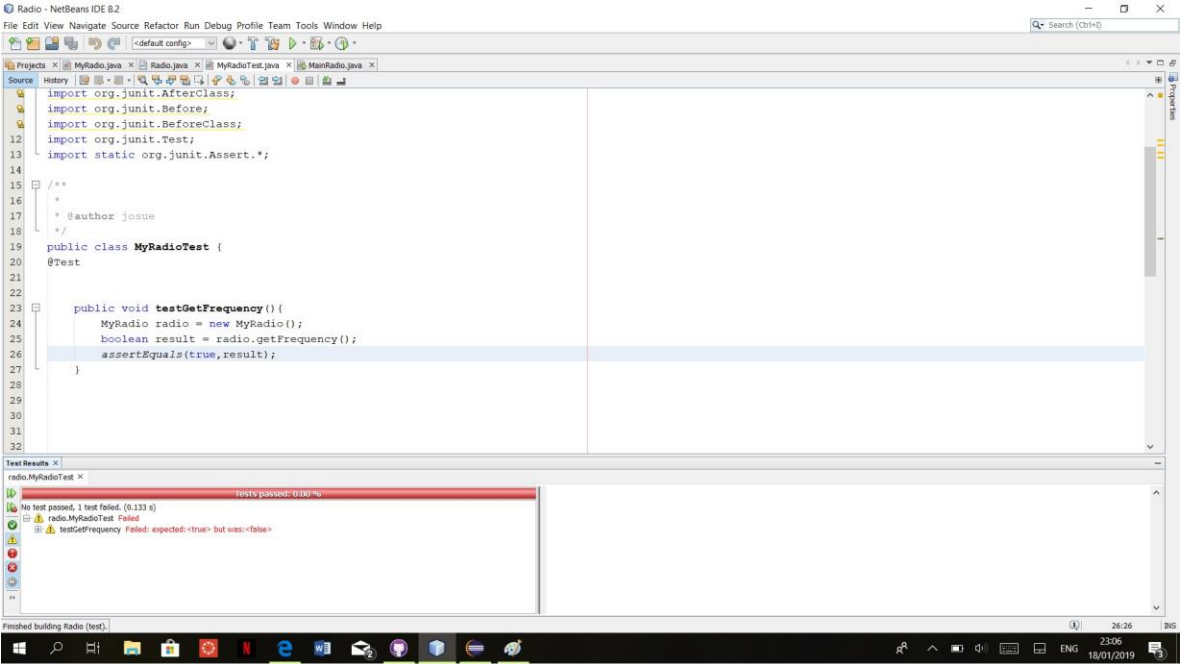 Radio - NetBeans IDE 8.2
File Edit View Navigate Source Refactor Run Debug Profile Team Tools Window Help
Search (Ctrl+I)
<default config>
Projects MyRadio.java Radio.java MyRadioTest.java MainRadio.java
Source History
Properties
import org.junit.AfterClass;
import org.junit.Before;
import org.junit.BeforeClass;
12 import org.junit.Test;
13 import static org.junit.Assert.*;
14
15 /**
16 *
17 * @author josue
18 */
19 public class MyRadioTest {
20 @Test
21
22
23 public void testGetFrequency(){
24 MyRadio radio = new MyRadio();
25 boolean result = radio.getFrequency();
26 assertEquals(true,result);
27 }
28
29
30
31
32
Test Results
radio.MyRadioTest
Tests passed: 0.00 %
No test passed, 1 test failed. (0.133 s)
radio.MyRadioTest Failed
testGetFrequency Failed: expected:<true> but was:<false>
Finished building Radio (test).
26:26 INS
ENG
23:06
18/01/2019